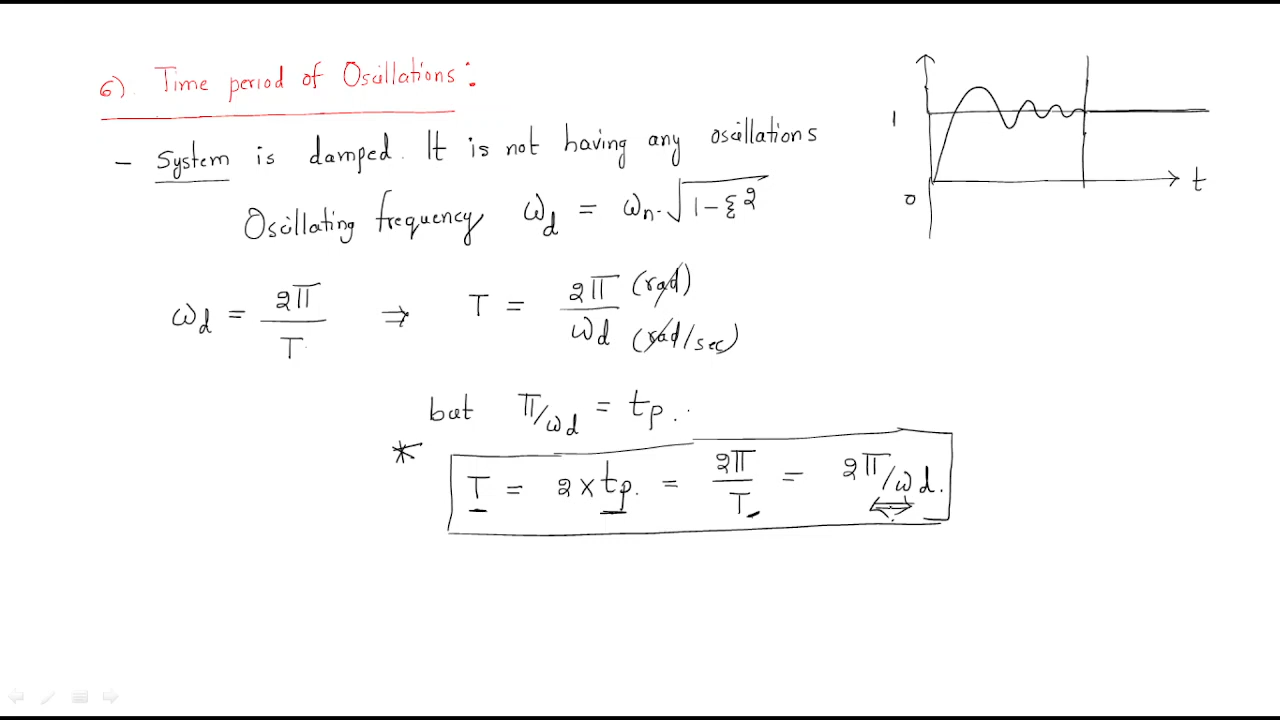 6). Time period of Oscillations:
- System is damped. It is not having any oscillations
Oscillating frequency ωd = ωn.√1-ξ²
ωd = 2π/T ⇒ T = 2π (rad) / ωd (rad/sec)
but π/ωd = tp.
* T = 2 × tp. = 2π/T = 2π/ωd.
1
0
t